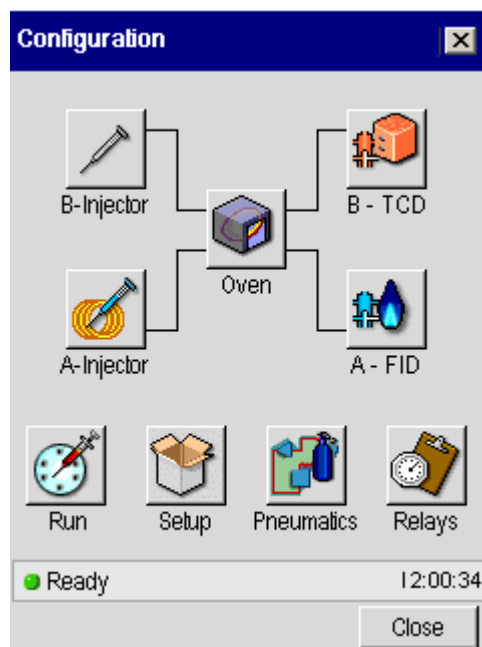 Configuration
B-Injector
B - TCD
Oven
A-Injector
A - FID
Run
Setup
Pneumatics
Relays
Ready
12:00:34
Close